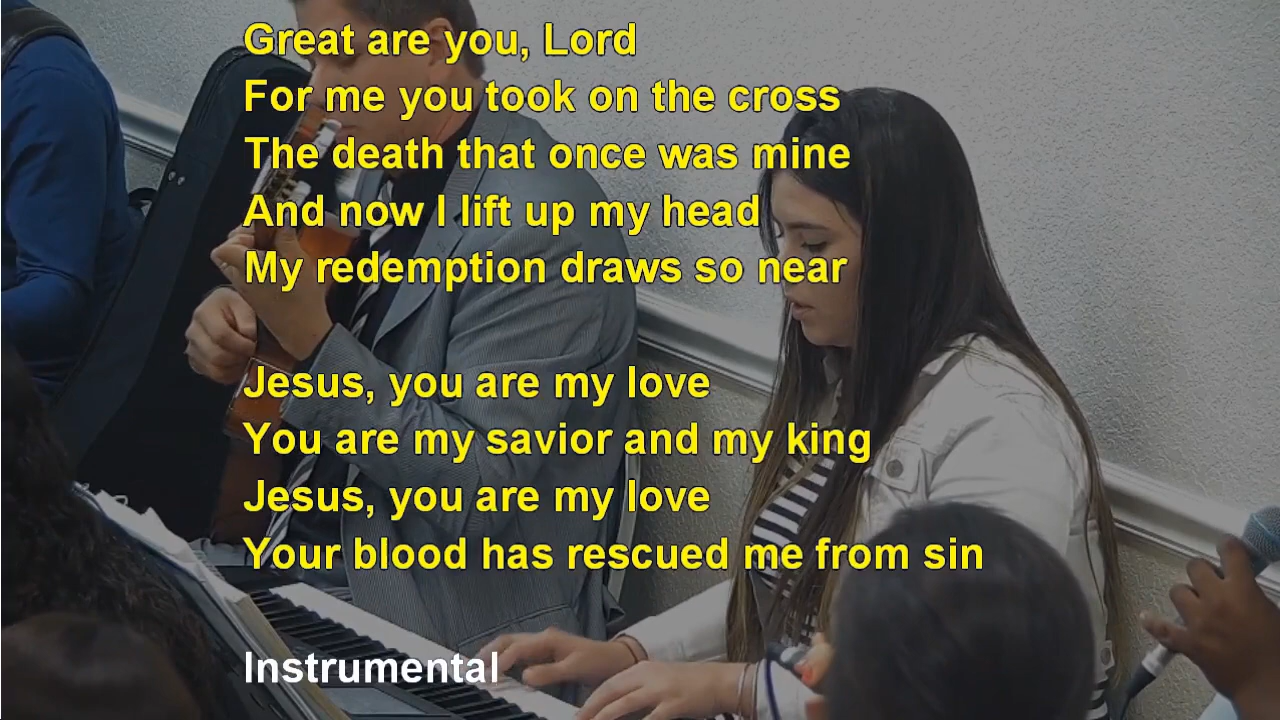 Great are you, Lord
For me you took on the cross
The death that once was mine
And now I lift up my head
My redemption draws so near
Jesus, you are my love
You are my savior and my king
Jesus, you are my love
Your blood has rescued me from sin
Instrumental